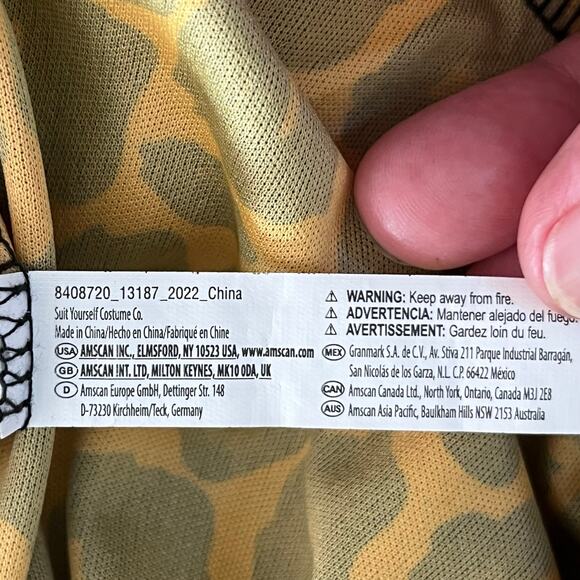 8408720_13187_2022_China
Suit Yourself Costume Co.
Made in China/Hecho en China/Fabriqué en Chine
USA AMSCAN INC., ELMSFORD, NY 10523 USA, www.amscan.com
GB AMSCAN INT. LTD, MILTON KEYNES, MK10 0DA, UK
D Amscan Europe GmbH, Dettinger Str. 148
D-73230 Kirchheim/Teck, Germany
⚠ WARNING: Keep away from fire.
⚠ ADVERTENCIA: Mantener alejado del fuego.
⚠ AVERTISSEMENT: Gardez loin du feu.
MEX Granmark S.A. de C.V., Av. Stiva 211 Parque Industrial Barragán,
San Nicolás de los Garza, N.L. C.P. 66422 México
CAN Amscan Canada Ltd., North York, Ontario, Canada M3J 2E8
AUS Amscan Asia Pacific, Baulkham Hills NSW 2153 Australia